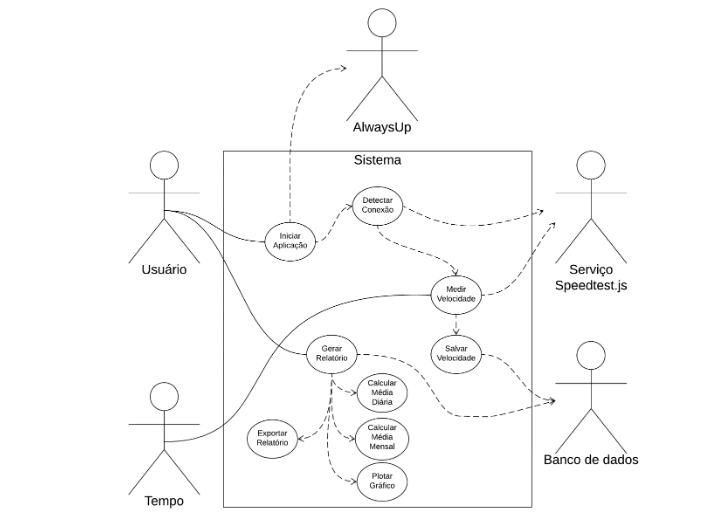 AlwaysUp
Sistema
Detectar
Conexão
Iniciar
Aplicação
Usuário
Serviço
Speedtest.js
Medir
Velocidade
Gerar
Relatório
Salvar
Velocidade
Calcular
Média
Diária
Exportar
Relatório
Calcular
Média
Mensal
Banco de dados
Plotar
Gráfico
Tempo